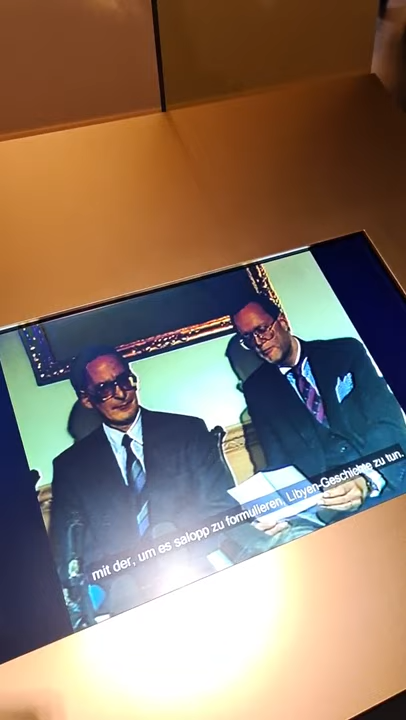 mit der, um es salopp zu formulieren, Libyen-Geschichte zu tun.